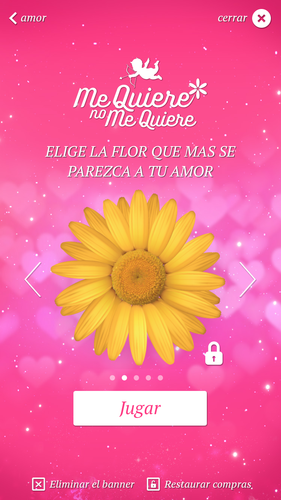 amor
cerrar
Me Quiere
no
Me Quiere
ELIGE LA FLOR QUE MAS SE
PAREZCA A TU AMOR
Jugar
Eliminar el banner
Restaurar compras